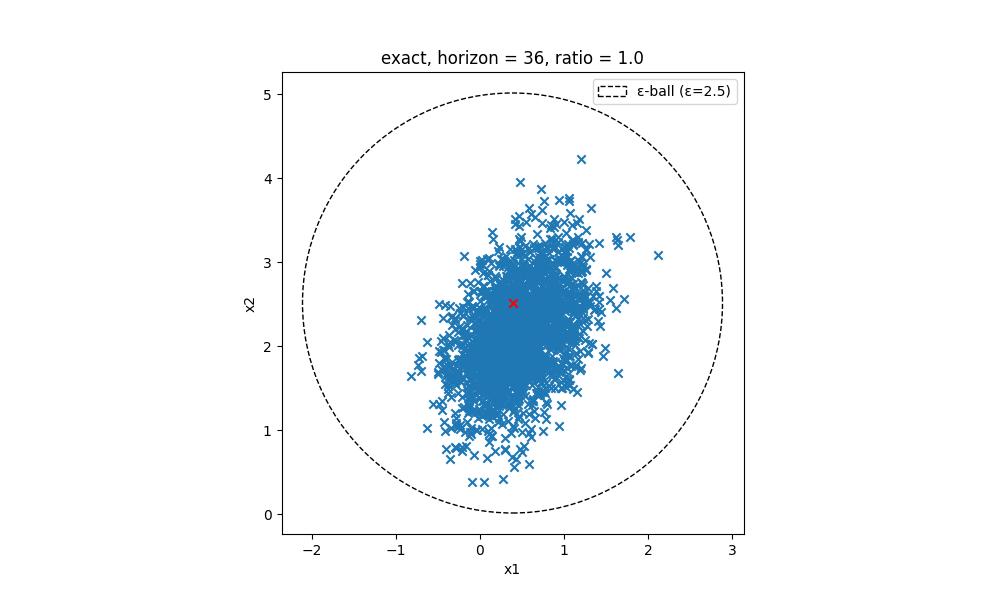 exact, horizon = 36, ratio = 1.0
ε-ball (ε=2.5)
5
4
3
2
1
0
x2
−2 −1 0 1 2 3
x1